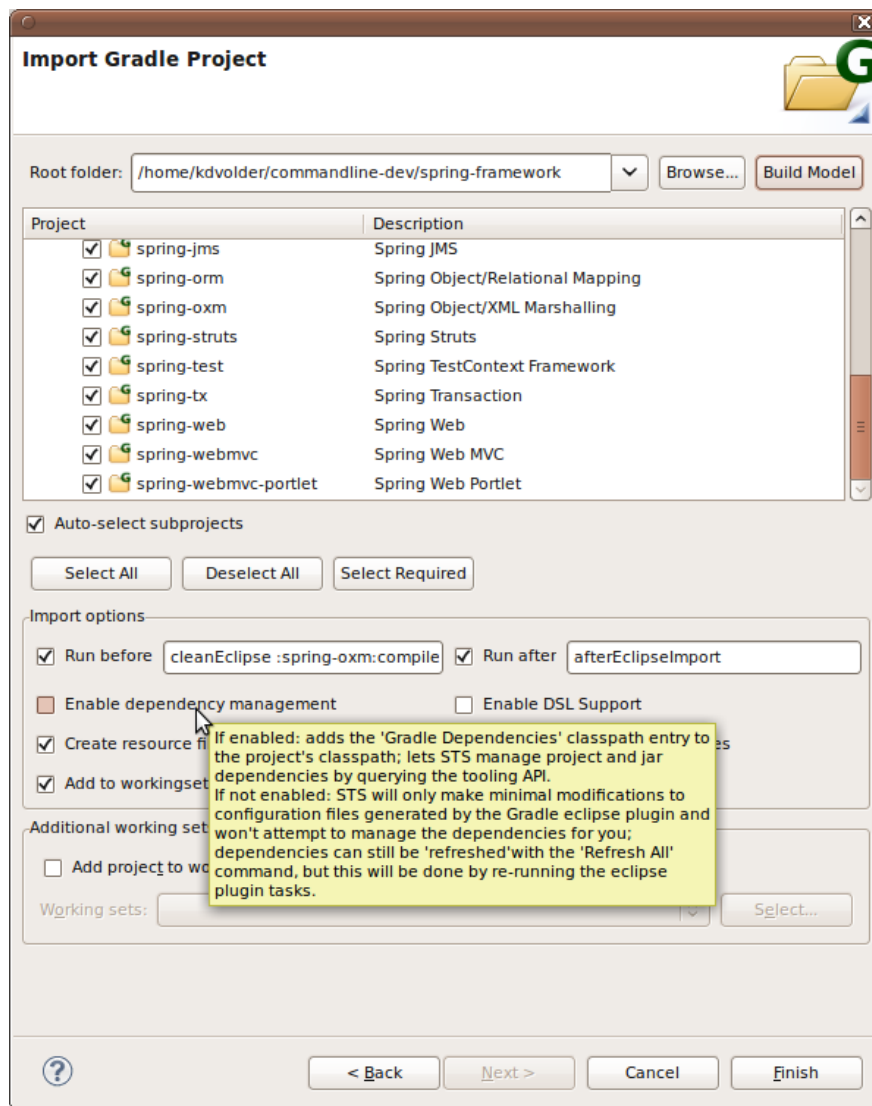 Import Gradle Project
G
Root folder: /home/kdvolder/commandline-dev/spring-framework Browse... Build Model
Project Description
spring-jms Spring JMS
spring-orm Spring Object/Relational Mapping
spring-oxm Spring Object/XML Marshalling
spring-struts Spring Struts
spring-test Spring TestContext Framework
spring-tx Spring Transaction
spring-web Spring Web
spring-webmvc Spring Web MVC
spring-webmvc-portlet Spring Web Portlet
Auto-select subprojects
Select All Deselect All Select Required
Import options
Run before cleanEclipse :spring-oxm:compile Run after afterEclipseImport
Enable dependency management Enable DSL Support
Create resource
Add to workingset
If enabled: adds the 'Gradle Dependencies' classpath entry to
the project's classpath; lets STS manage project and jar
dependencies by querying the tooling API.
If not enabled: STS will only make minimal modifications to
configuration files generated by the Gradle eclipse plugin and
won't attempt to manage the dependencies for you;
dependencies can still be 'refreshed'with the 'Refresh All'
command, but this will be done by re-running the eclipse
plugin tasks.
Additional working set
Add project to
Working sets: Select...
< Back Next > Cancel Finish